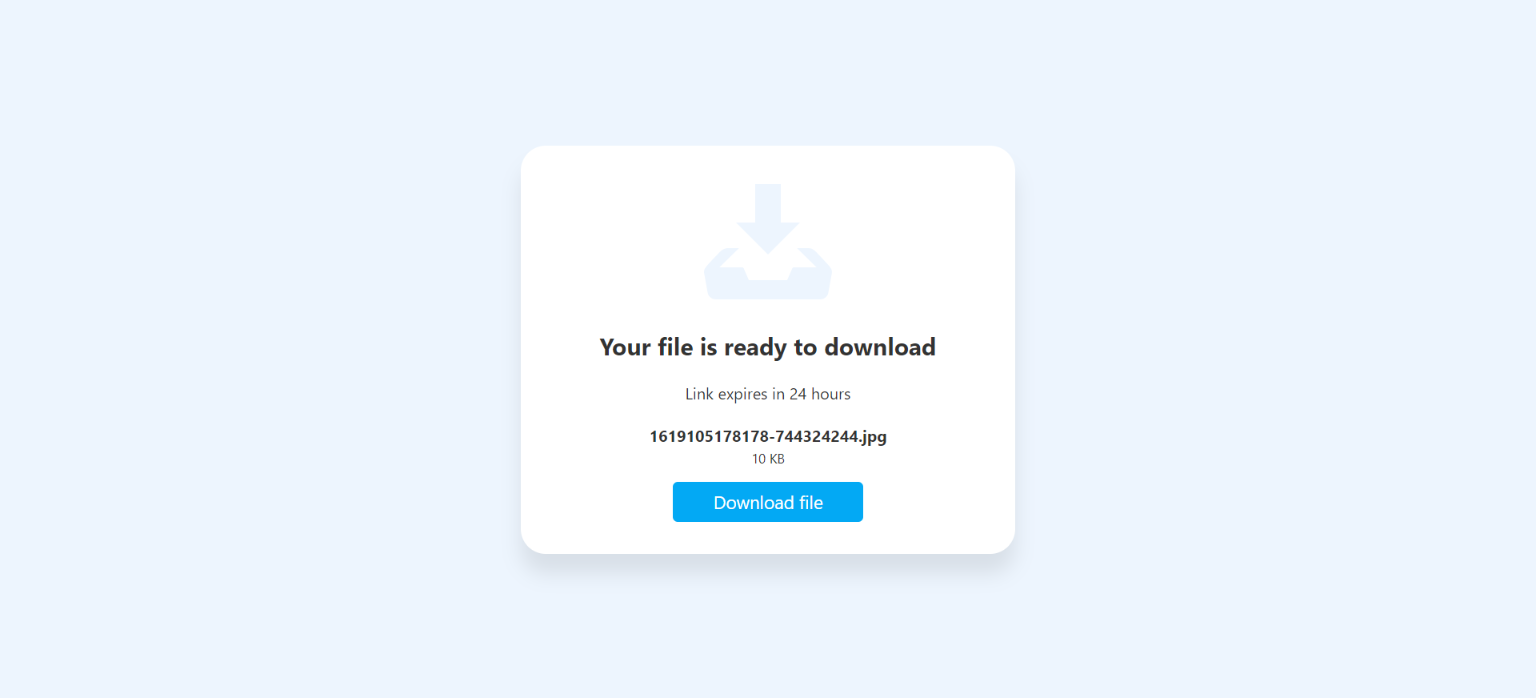 Your file is ready to download
Link expires in 24 hours
1619105178178-744324244.jpg
10 KB
Download file